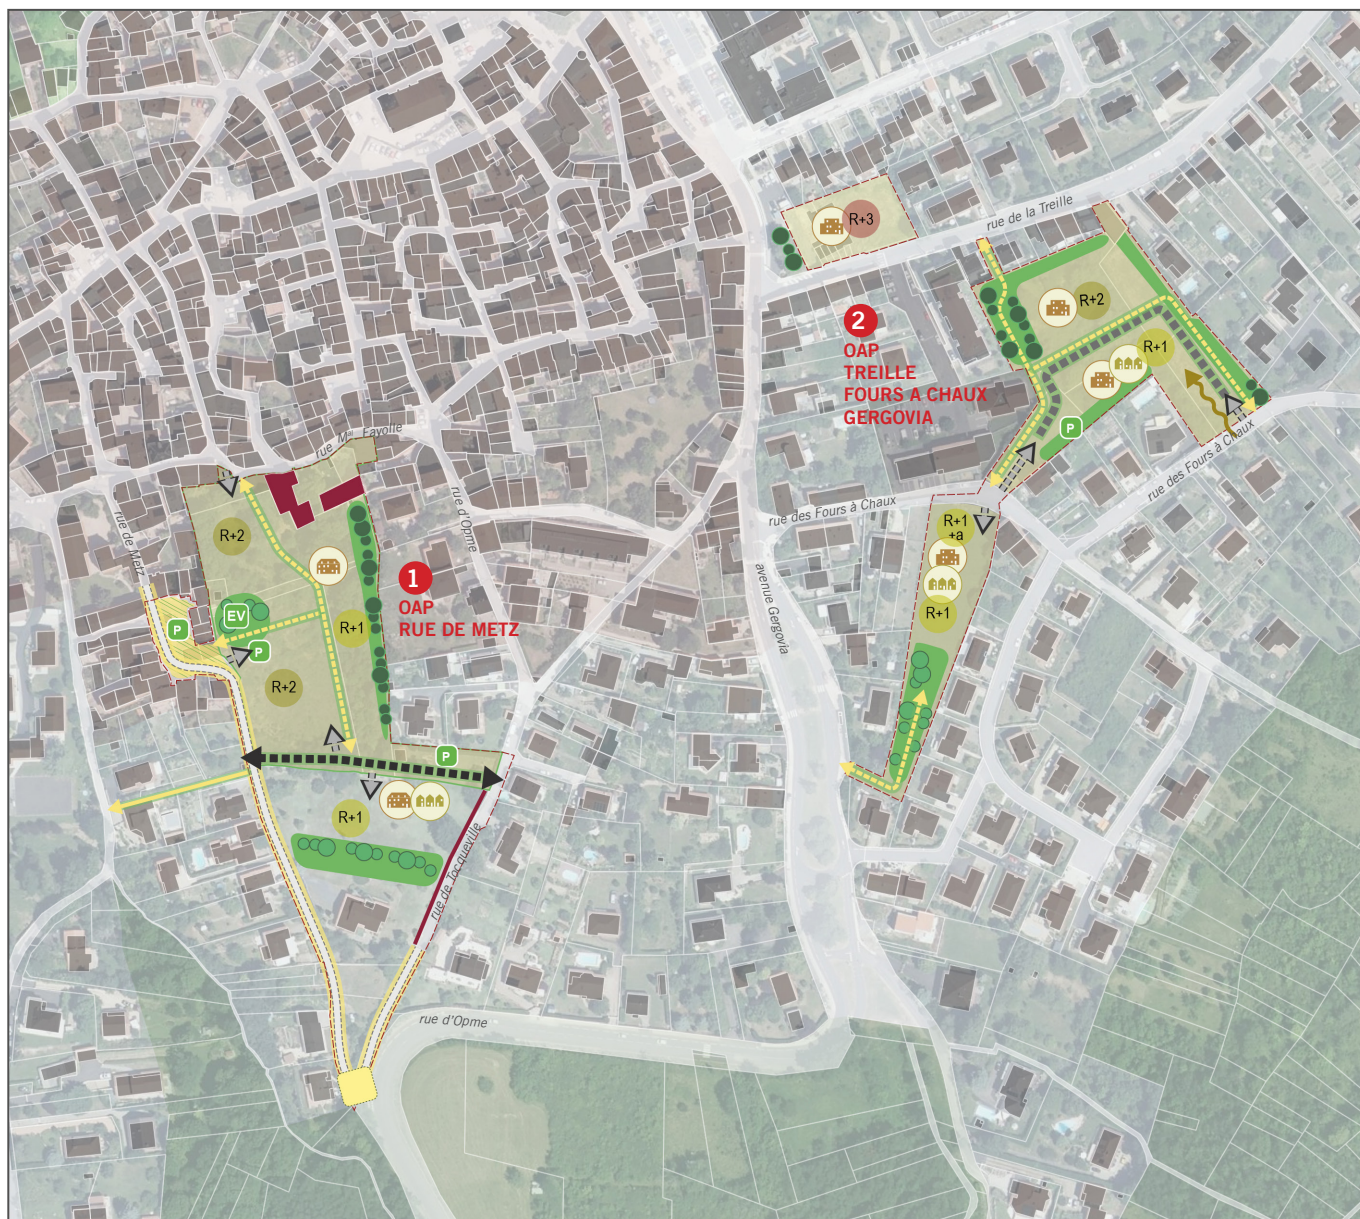 R+3
rue de la Treille
2
OAP
TREILLE
FOURS A CHAUX
GERGOVIA
R+2
R+1
P
rue des Fours à Chaux
rue des Fours à Chaux
R+1
+a
R+1
avenue Gergovia
rue Mal Fayolle
rue d'Opme
rue de Metz
R+2
1
OAP
RUE DE METZ
R+1
EV
P
P
R+2
P
R+1
rue de Tocqueville
rue d'Opme